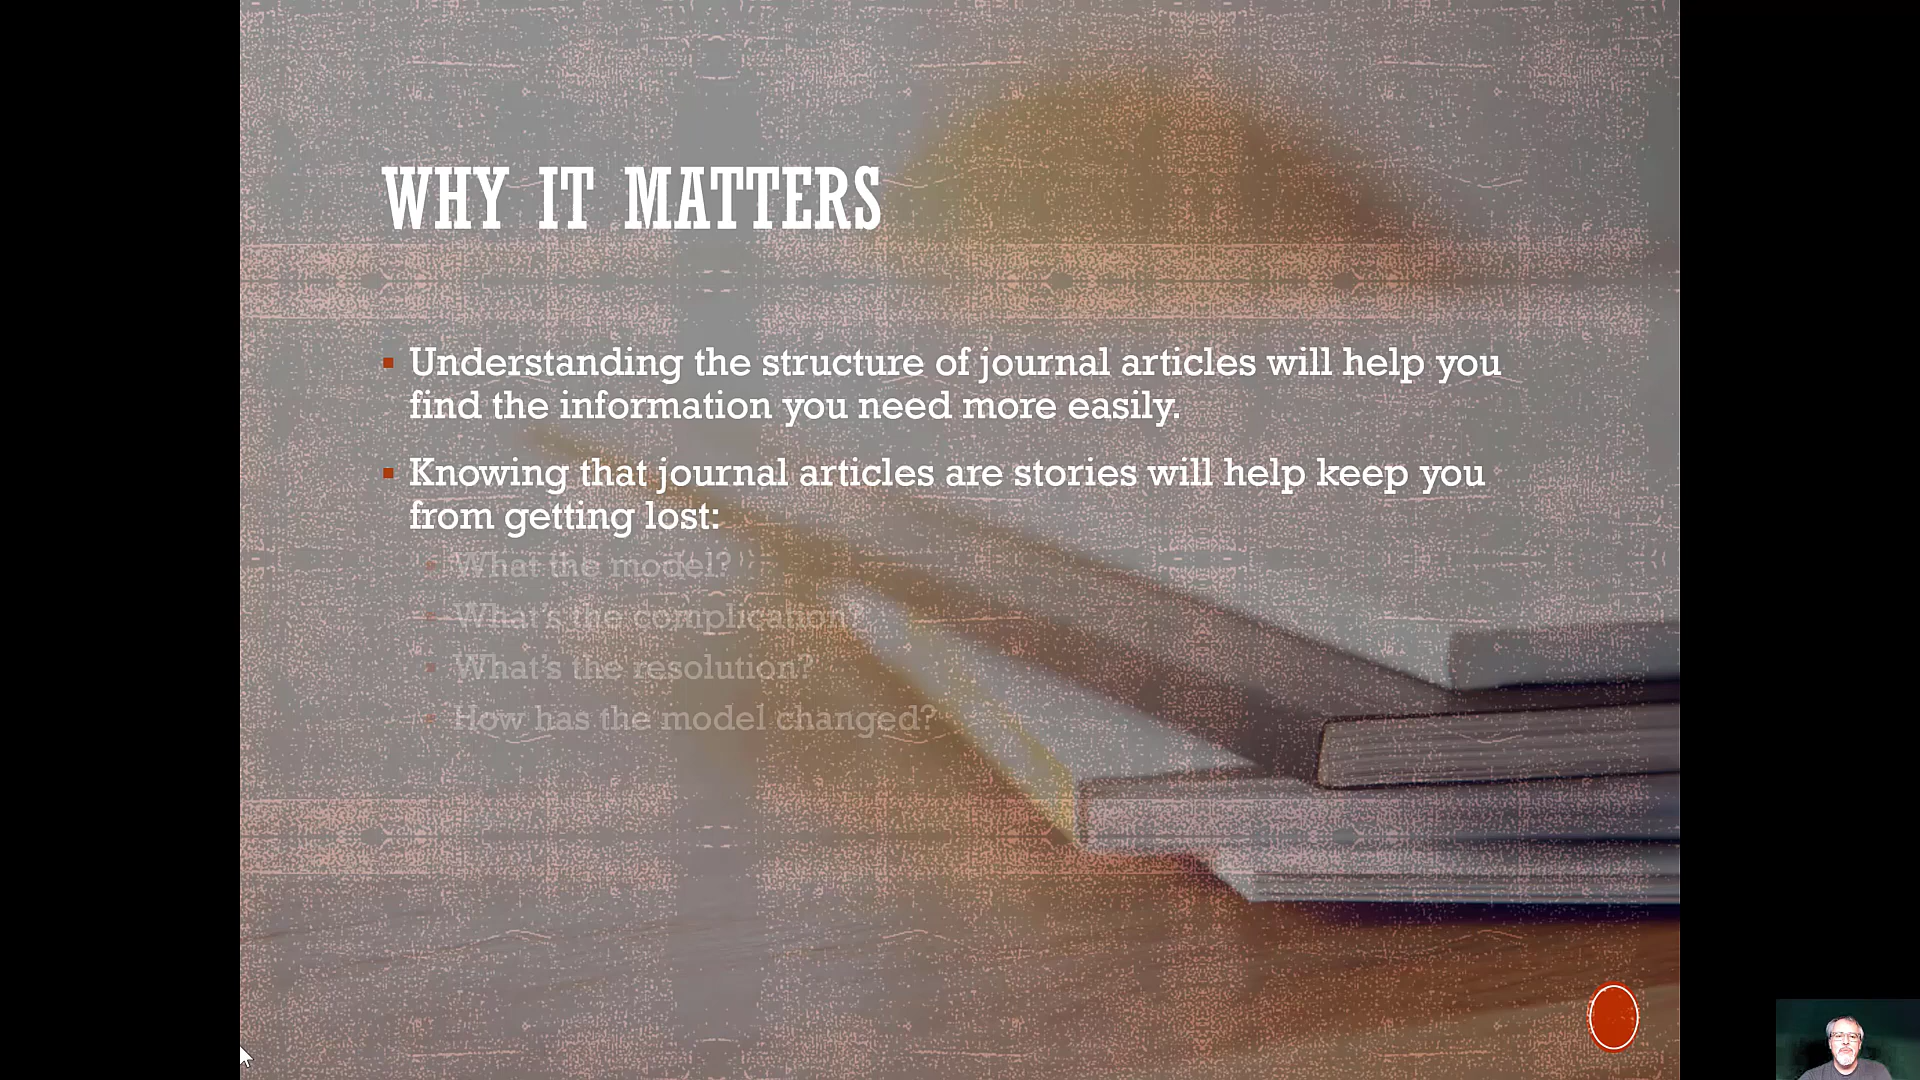 WHY IT MATTERS
Understanding the structure of journal articles will help you
find the information you need more easily.
Knowing that journal articles are stories will help keep you
from getting lost:
What the model?
What's the complication?
What's the resolution?
How has the model changed?